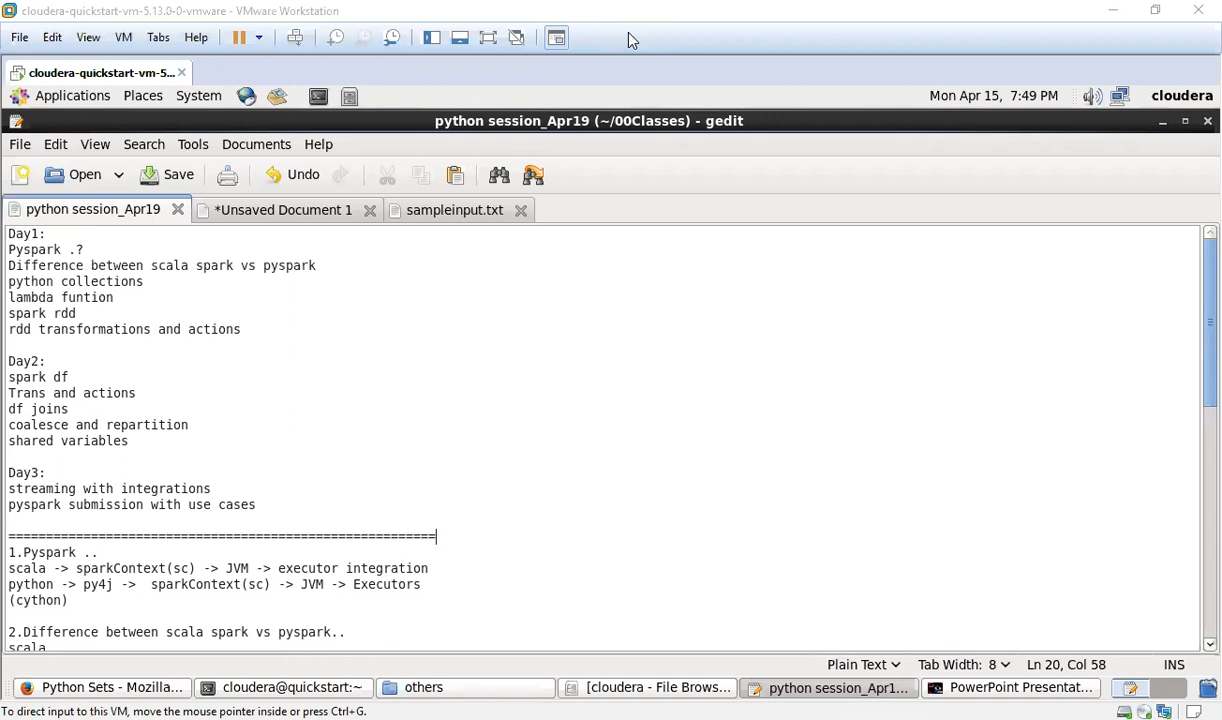 cloudera-quickstart-vm-5.13.0-0-vmware - VMware Workstation
File Edit View VM Tabs Help
cloudera-quickstart-vm-5...
Applications Places System Mon Apr 15, 7:49 PM cloudera
python session_Apr19 (~/00Classes) - gedit
File Edit View Search Tools Documents Help
Open Save Undo
python session_Apr19 *Unsaved Document 1 sampleinput.txt
Day1:
Pyspark .?
Difference between scala spark vs pyspark
python collections
lambda funtion
spark rdd
rdd transformations and actions
Day2:
spark df
Trans and actions
df joins
coalesce and repartition
shared variables
Day3:
streaming with integrations
pyspark submission with use cases
=========================================================
1.Pyspark ..
scala -> sparkContext(sc) -> JVM -> executor integration
python -> py4j -> sparkContext(sc) -> JVM -> Executors
(cython)
2.Difference between scala spark vs pyspark..
scala
Plain Text Tab Width: 8 Ln 20, Col 58 INS
Python Sets - Mozilla... cloudera@quickstart:~ others [cloudera - File Brows... python session_Apr1... PowerPoint Presentat...
To direct input to this VM, move the mouse pointer inside or press Ctrl+G.